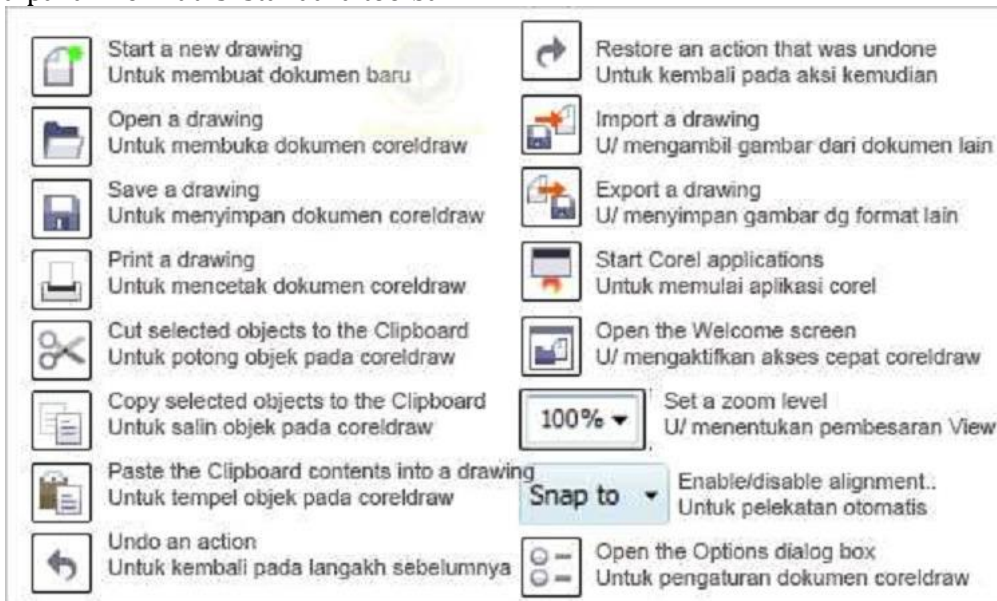 Start a new drawing
Untuk membuat dokumen baru
Open a drawing
Untuk membuka dokumen coreldraw
Save a drawing
Untuk menyimpan dokumen coreldraw
Print a drawing
Untuk mencetak dokumen coreldraw
Cut selected objects to the Clipboard
Untuk potong objek pada coreldraw
Copy selected objects to the Clipboard
Untuk salin objek pada coreldraw
Paste the Clipboard contents into a drawing
Untuk tempel objek pada coreldraw
Undo an action
Untuk kembali pada langakh sebelumnya
Restore an action that was undone
Untuk kembali pada aksi kemudian
Import a drawing
U/ mengambil gambar dari dokumen lain
Export a drawing
U/ menyimpan gambar dg format lain
Start Corel applications
Untuk memulai aplikasi corel
Open the Welcome screen
U/ mengaktifkan akses cepat coreldraw
100%
Set a zoom level
U/ menentukan pembesaran View
Snap to
Enable/disable alignment..
Untuk pelekatan otomatis
Open the Options dialog box
Untuk pengaturan dokumen coreldraw